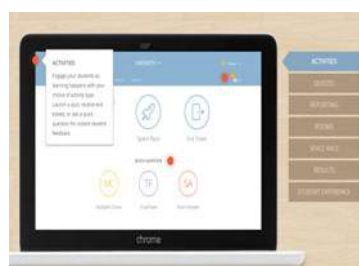 ACTIVITIES
Engage your students as
learning happens with your
choice of activity type.
Launch a quiz, review exit
tickets, or ask a quick
question for instant student
feedback.
Space Race
Exit Ticket
QUICK QUESTION
MC
TF
SA
Multiple Choice
True/False
Short Answer
chrome
ACTIVITIES
QUIZZES
REPORTING
ROOMS
SPACE RACE
RESULTS
STUDENT EXPERIENCE